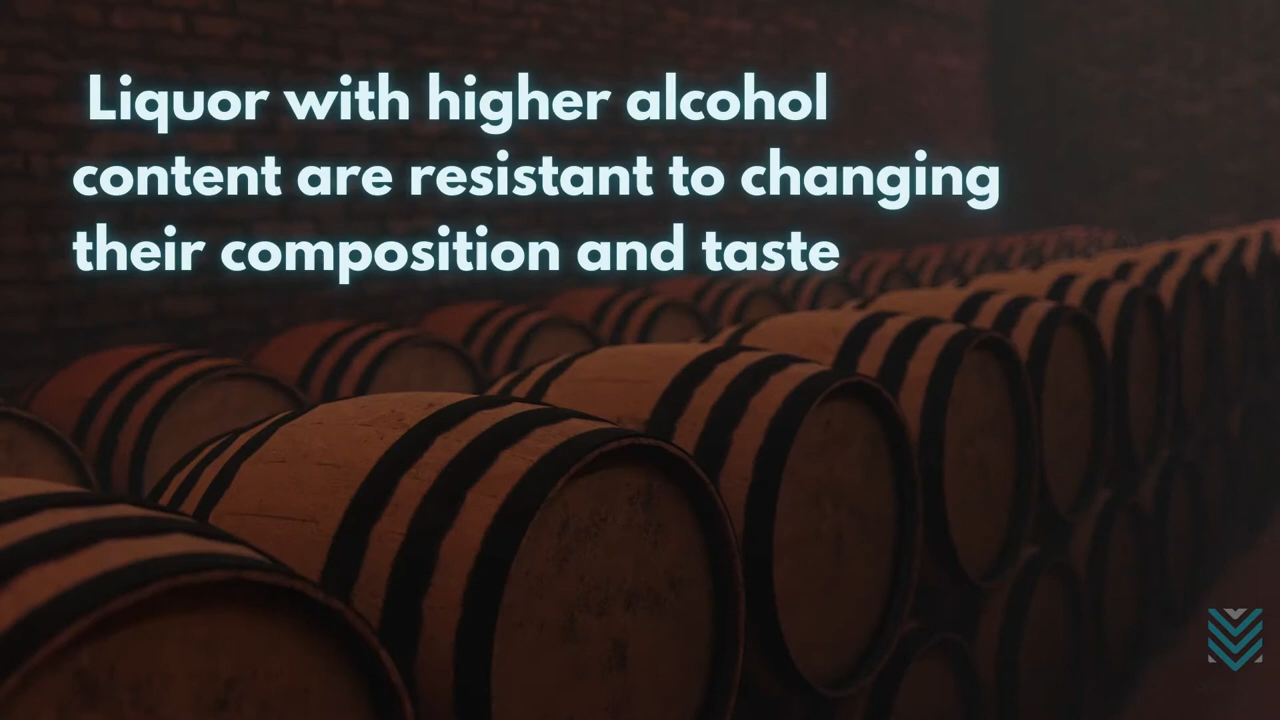 Liquor with higher alcohol
content are resistant to changing
their composition and taste